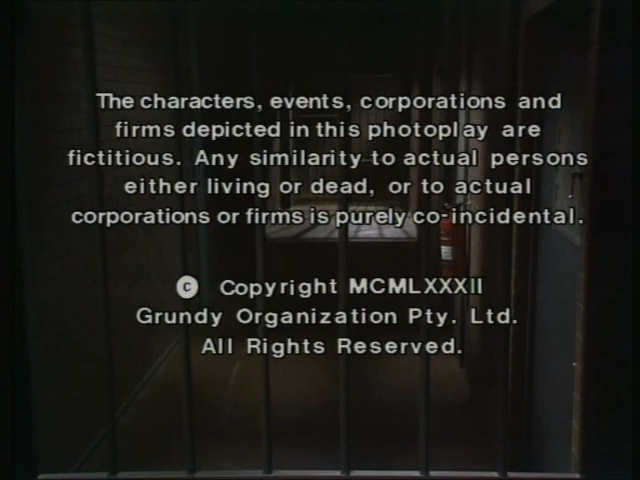 The characters, events, corporations and
firms depicted in this photoplay are
fictitious. Any similarity to actual persons
either living or dead, or to actual
corporations or firms is purely co-incidental.
© Copyright MCMLXXXII
Grundy Organization Pty. Ltd.
All Rights Reserved.